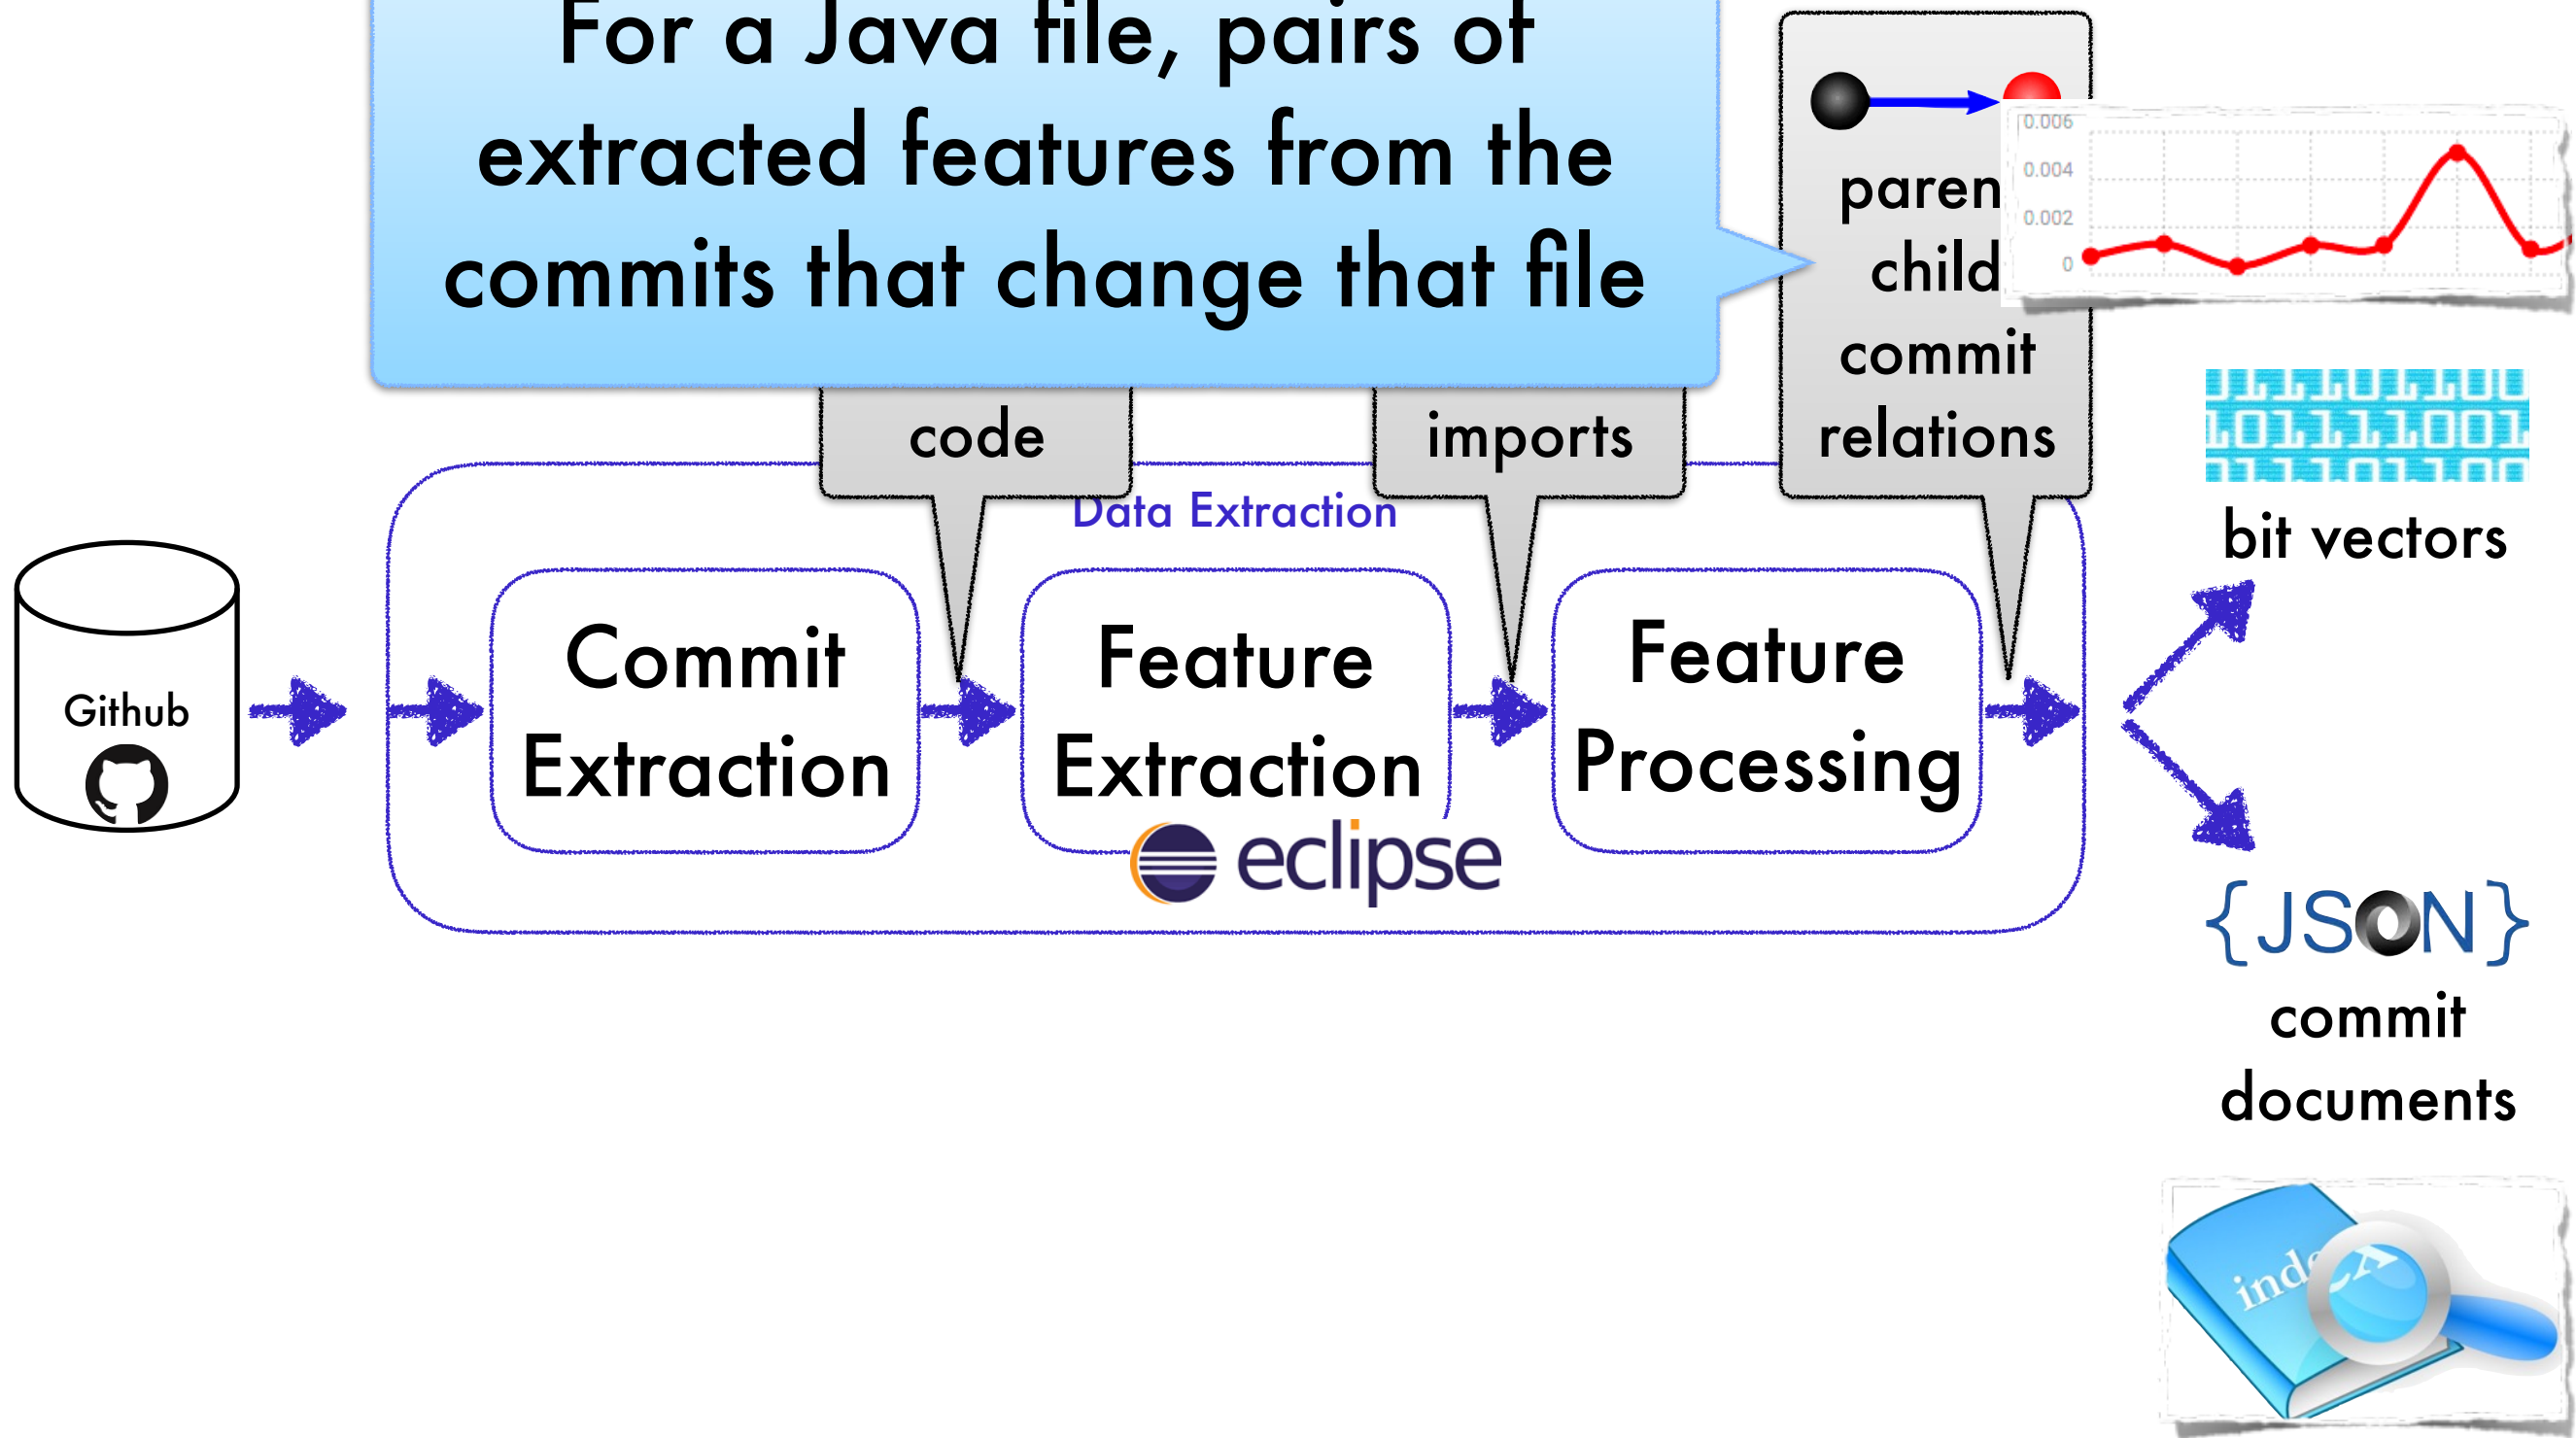 For a Java file, pairs of
extracted features from the
commits that change that file
child
commit
relations
0.006
0.004
0.002
0
code
imports
bit vectors
Data Extraction
Github
Commit
Extraction
Feature
Extraction
eclipse
Feature
Processing
{JSON}
commit
documents
index